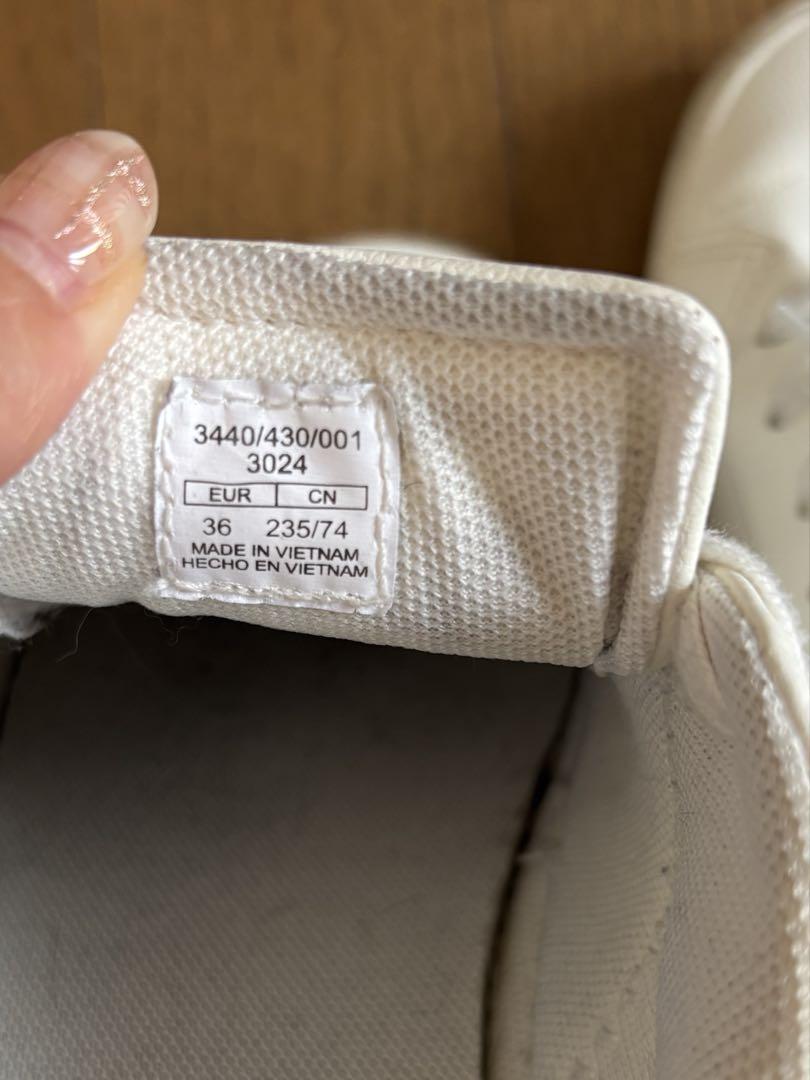 3440/430/001
3024
EUR CN
36 235/74
MADE IN VIETNAM
HECHO EN VIETNAM